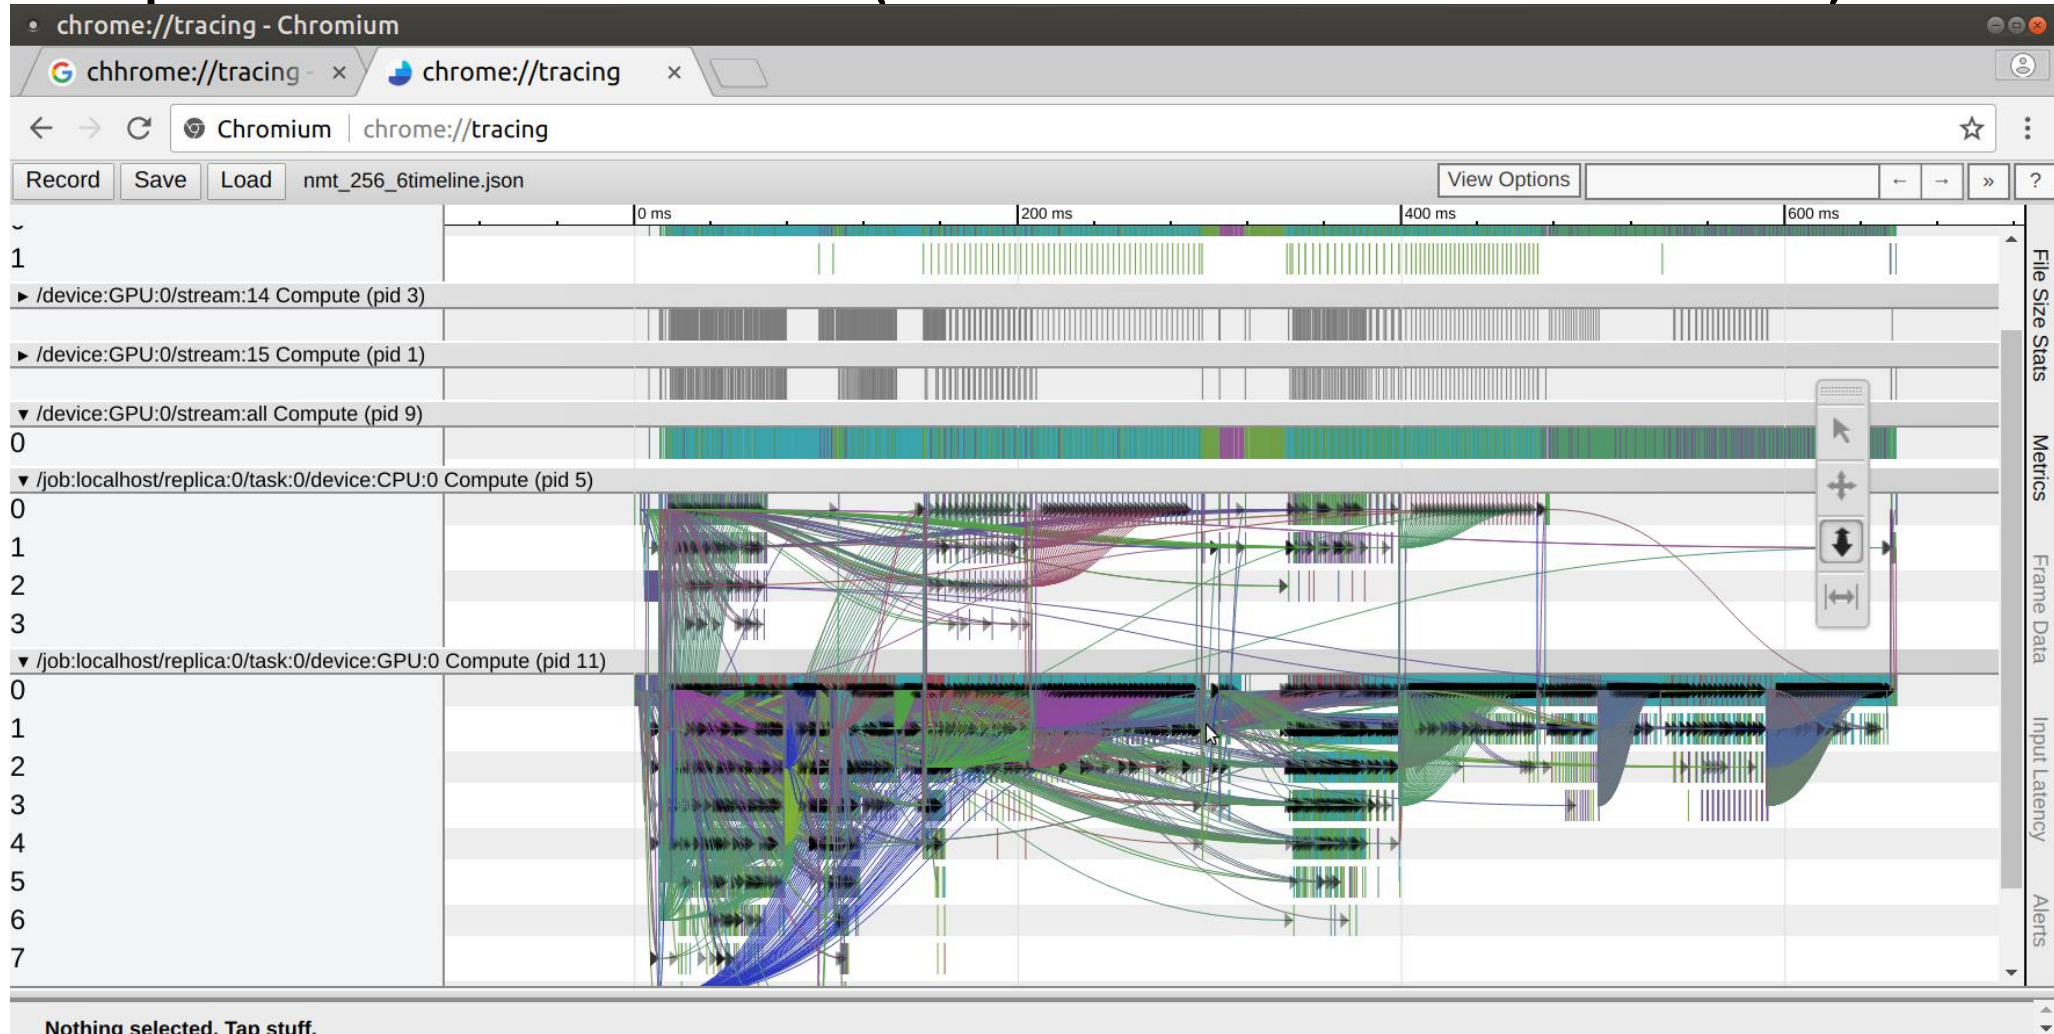 chrome://tracing - Chromium
chhrome://tracing -
chrome://tracing
Chromium chrome://tracing
Record Save Load nmt_256_6timeline.json View Options ← → » ?
0 ms 200 ms 400 ms 600 ms
1
/device:GPU:0/stream:14 Compute (pid 3)
/device:GPU:0/stream:15 Compute (pid 1)
/device:GPU:0/stream:all Compute (pid 9)
0
/job:localhost/replica:0/task:0/device:CPU:0 Compute (pid 5)
0
1
2
3
/job:localhost/replica:0/task:0/device:GPU:0 Compute (pid 11)
0
1
2
3
4
5
6
7
File Size Stats
Metrics
Frame Data
Input Latency
Alerts
Nothing selected. Tap stuff.